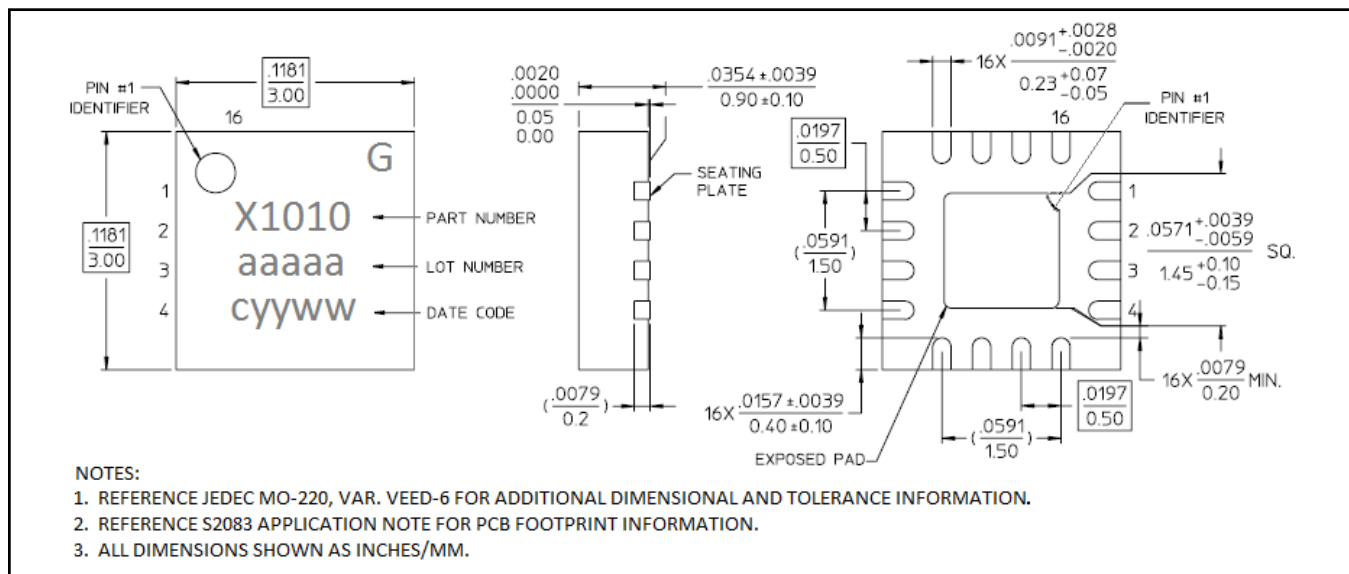 PIN #1
IDENTIFIER
.1181
3.00
16
G
1
2
3
4
.1181
3.00
X1010
aaaaa
cyyww
PART NUMBER
LOT NUMBER
DATE CODE
.0020
.0000
0.05
0.00
.0354 ±.0039
0.90 ±0.10
SEATING
PLATE
(.0079
0.2)
16X .0091 +.0028
-.0020
0.23 +0.07
-0.05
PIN #1
IDENTIFIER
16
.0197
0.50
(.0591
1.50)
1
2
3
4
.0571 +.0039
-.0059
1.45 +0.10
-0.15
SQ.
16X .0157 ±.0039
0.40 ±0.10
16X .0079
0.20
MIN.
.0197
0.50
(.0591
1.50)
EXPOSED PAD
NOTES:
1. REFERENCE JEDEC MO-220, VAR. VEED-6 FOR ADDITIONAL DIMENSIONAL AND TOLERANCE INFORMATION.
2. REFERENCE S2083 APPLICATION NOTE FOR PCB FOOTPRINT INFORMATION.
3. ALL DIMENSIONS SHOWN AS INCHES/MM.